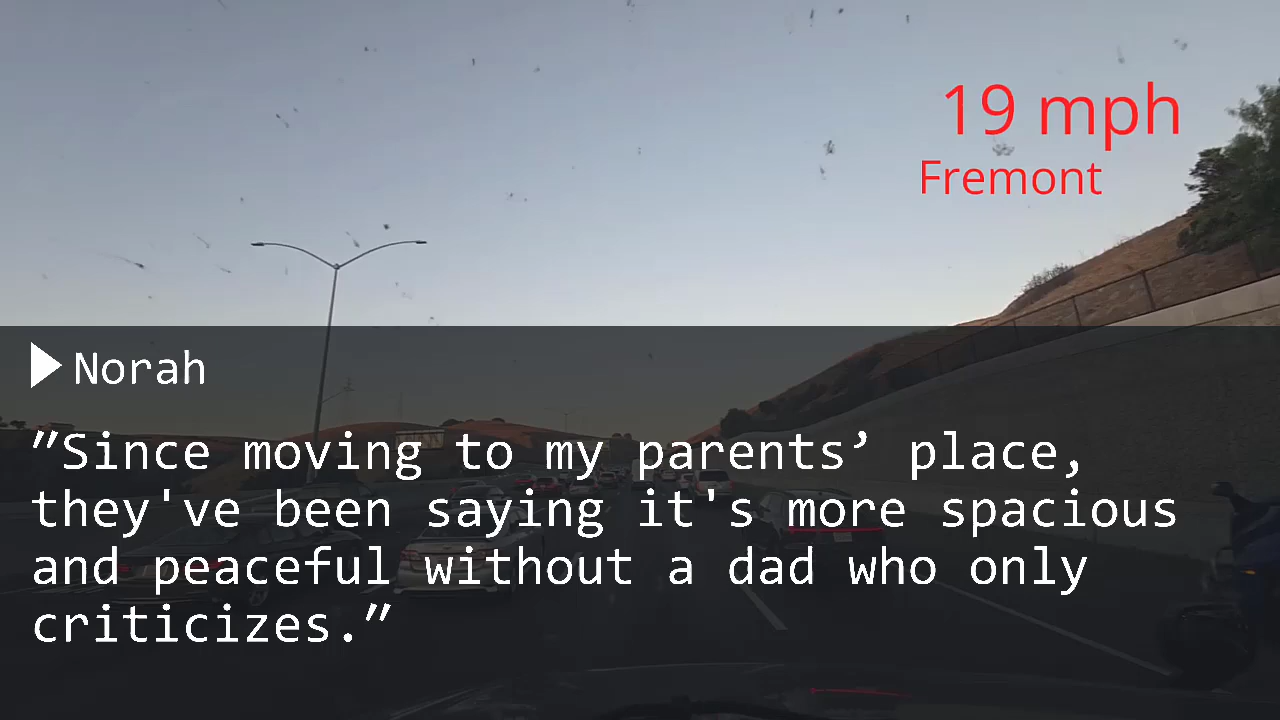 19 mph
Fremont
Norah
”Since moving to my parents’ place,
they've been saying it's more spacious
and peaceful without a dad who only
criticizes.”